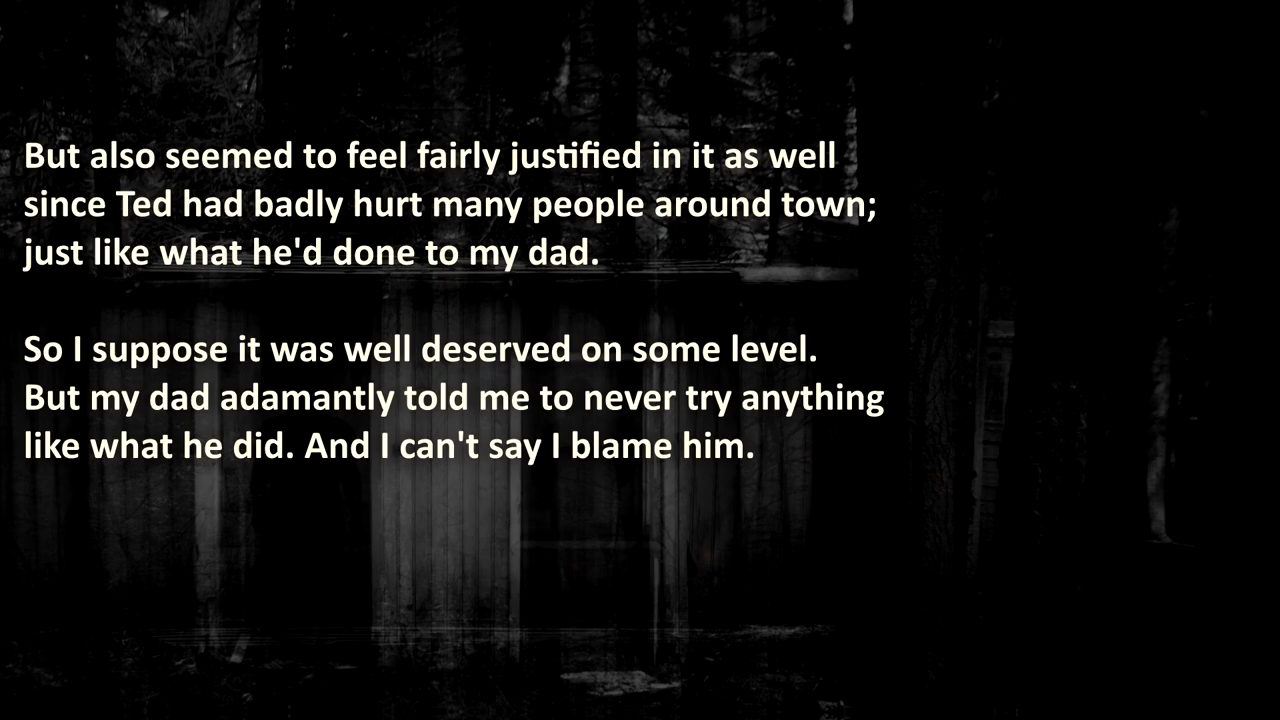 But also seemed to feel fairly justified in it as well
since Ted had badly hurt many people around town;
just like what he'd done to my dad.
So I suppose it was well deserved on some level.
But my dad adamantly told me to never try anything
like what he did. And I can't say I blame him.